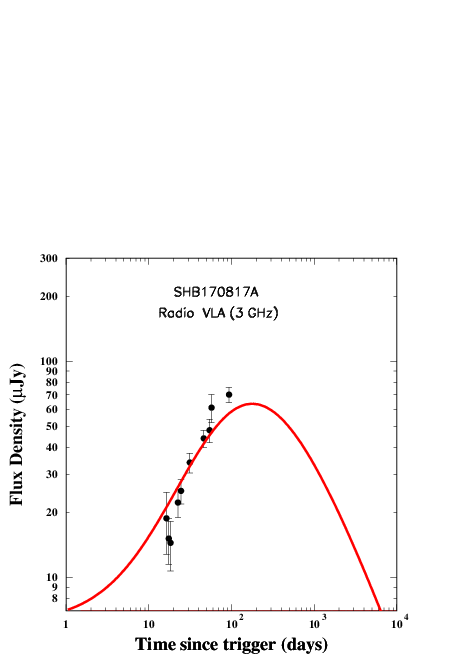 300
200
SHB170817A
Radio VLA (3 GHz)
100
90
80
70
60
50
40
30
20
10
9
8
Flux Density (μJy)
1 10 10² 10³ 10⁴
Time since trigger (days)